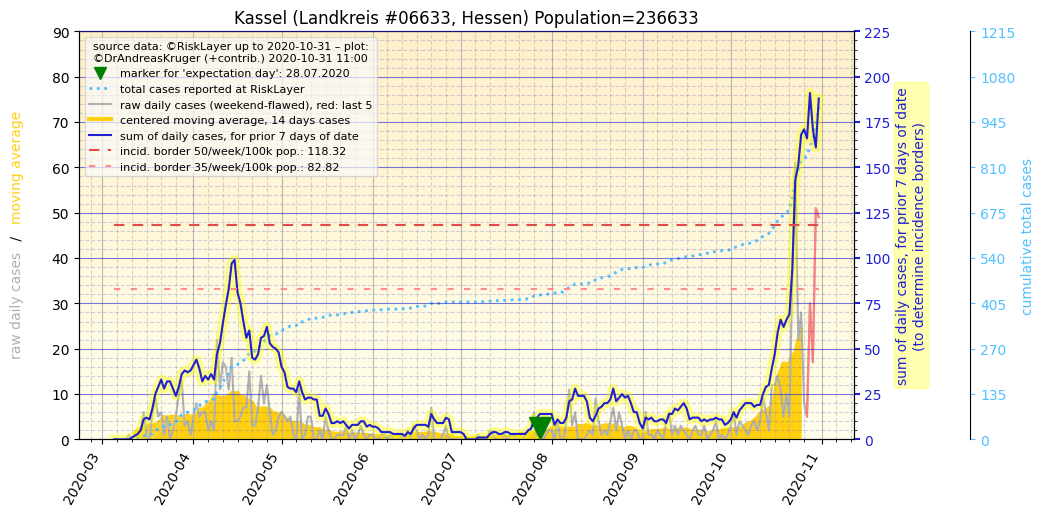 Kassel (Landkreis #06633, Hessen) Population=236633
source data: ©RiskLayer up to 2020-10-31 – plot:
©DrAndreasKruger (+contrib.) 2020-10-31 11:00
marker for 'expectation day': 28.07.2020
total cases reported at RiskLayer
raw daily cases (weekend-flawed), red: last 5
centered moving average, 14 days cases
sum of daily cases, for prior 7 days of date
incid. border 50/week/100k pop.: 118.32
incid. border 35/week/100k pop.: 82.82
raw daily cases / moving average
90
80
70
60
50
40
30
20
10
0
2020-03
2020-04
2020-05
2020-06
2020-07
2020-08
2020-09
2020-10
2020-11
225
200
175
150
125
100
75
50
25
0
sum of daily cases, for prior 7 days of date
(to determine incidence borders)
1215
1080
945
810
675
540
405
270
135
0
cumulative total cases